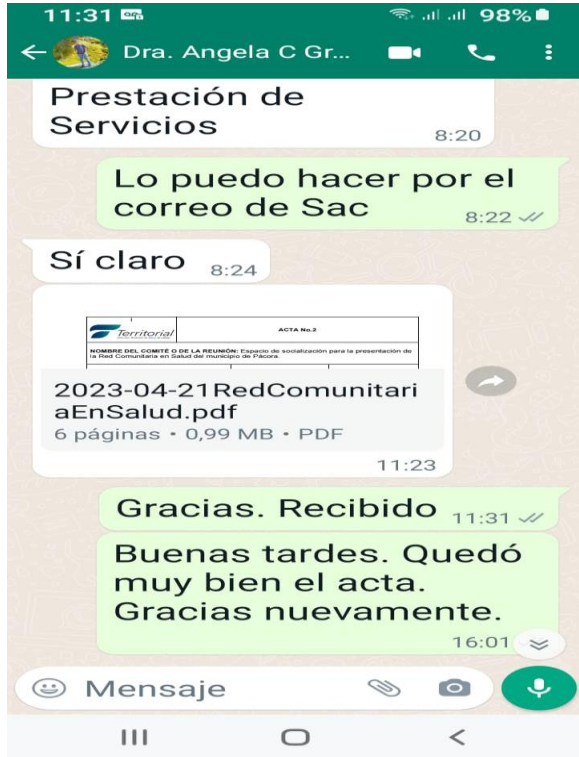 11:31 98%
Dra. Angela C Gr...
Prestación de
Servicios
8:20
Lo puedo hacer por el
correo de Sac
8:22
Sí claro 8:24
Territorial
ACTA No.2
NOMBRE DEL COMITÉ O DE LA REUNIÓN: Espacio de socialización para la presentación de
la Red Comunitaria en Salud del municipio de Pácora.
2023-04-21RedComunitari
aEnSalud.pdf
6 páginas • 0,99 MB • PDF
11:23
Gracias. Recibido 11:31
Buenas tardes. Quedó
muy bien el acta.
Gracias nuevamente.
16:01
Mensaje